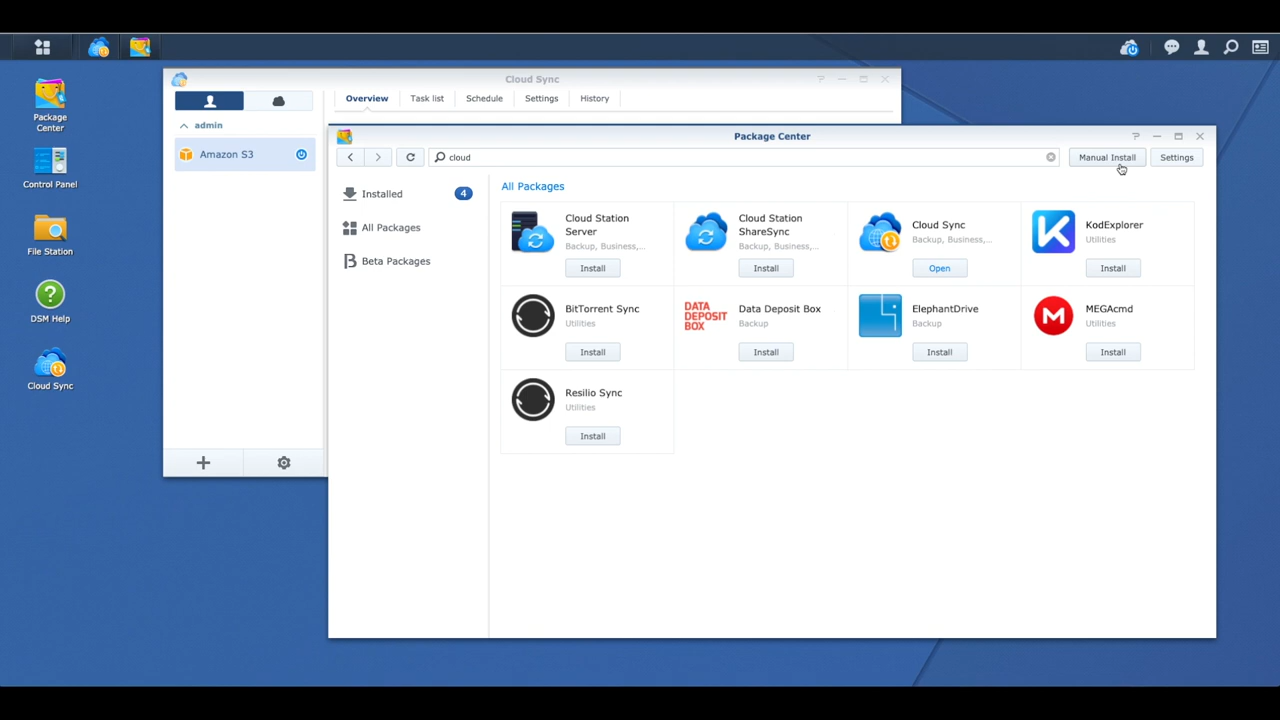 Package
Center
Control Panel
File Station
DSM Help
Cloud Sync
Cloud Sync
?
Overview
Task list
Schedule
Settings
History
admin
Amazon S3
Package Center
?
cloud
Manual Install
Settings
Installed
4
All Packages
Beta Packages
All Packages
Cloud Station
Server
Backup, Business,...
Install
Cloud Station
ShareSync
Backup, Business,...
Install
Cloud Sync
Backup, Business,...
Open
KodExplorer
Utilities
Install
BitTorrent Sync
Utilities
Install
DATA
DEPOSIT
BOX
Data Deposit Box
Backup
Install
ElephantDrive
Backup
Install
MEGAcmd
Utilities
Install
Resilio Sync
Utilities
Install